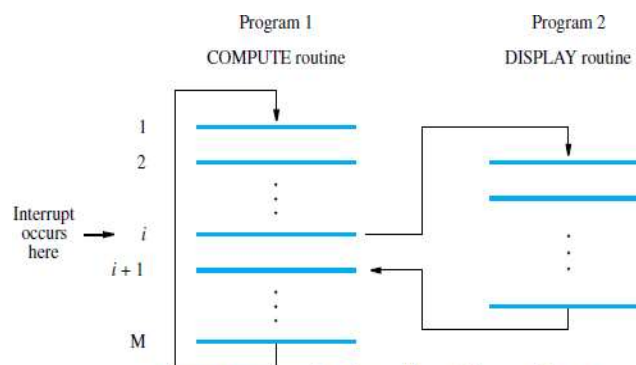 Program 1
Program 2
COMPUTE routine
DISPLAY routine
1
2
Interrupt
occurs
here
i
i + 1
M